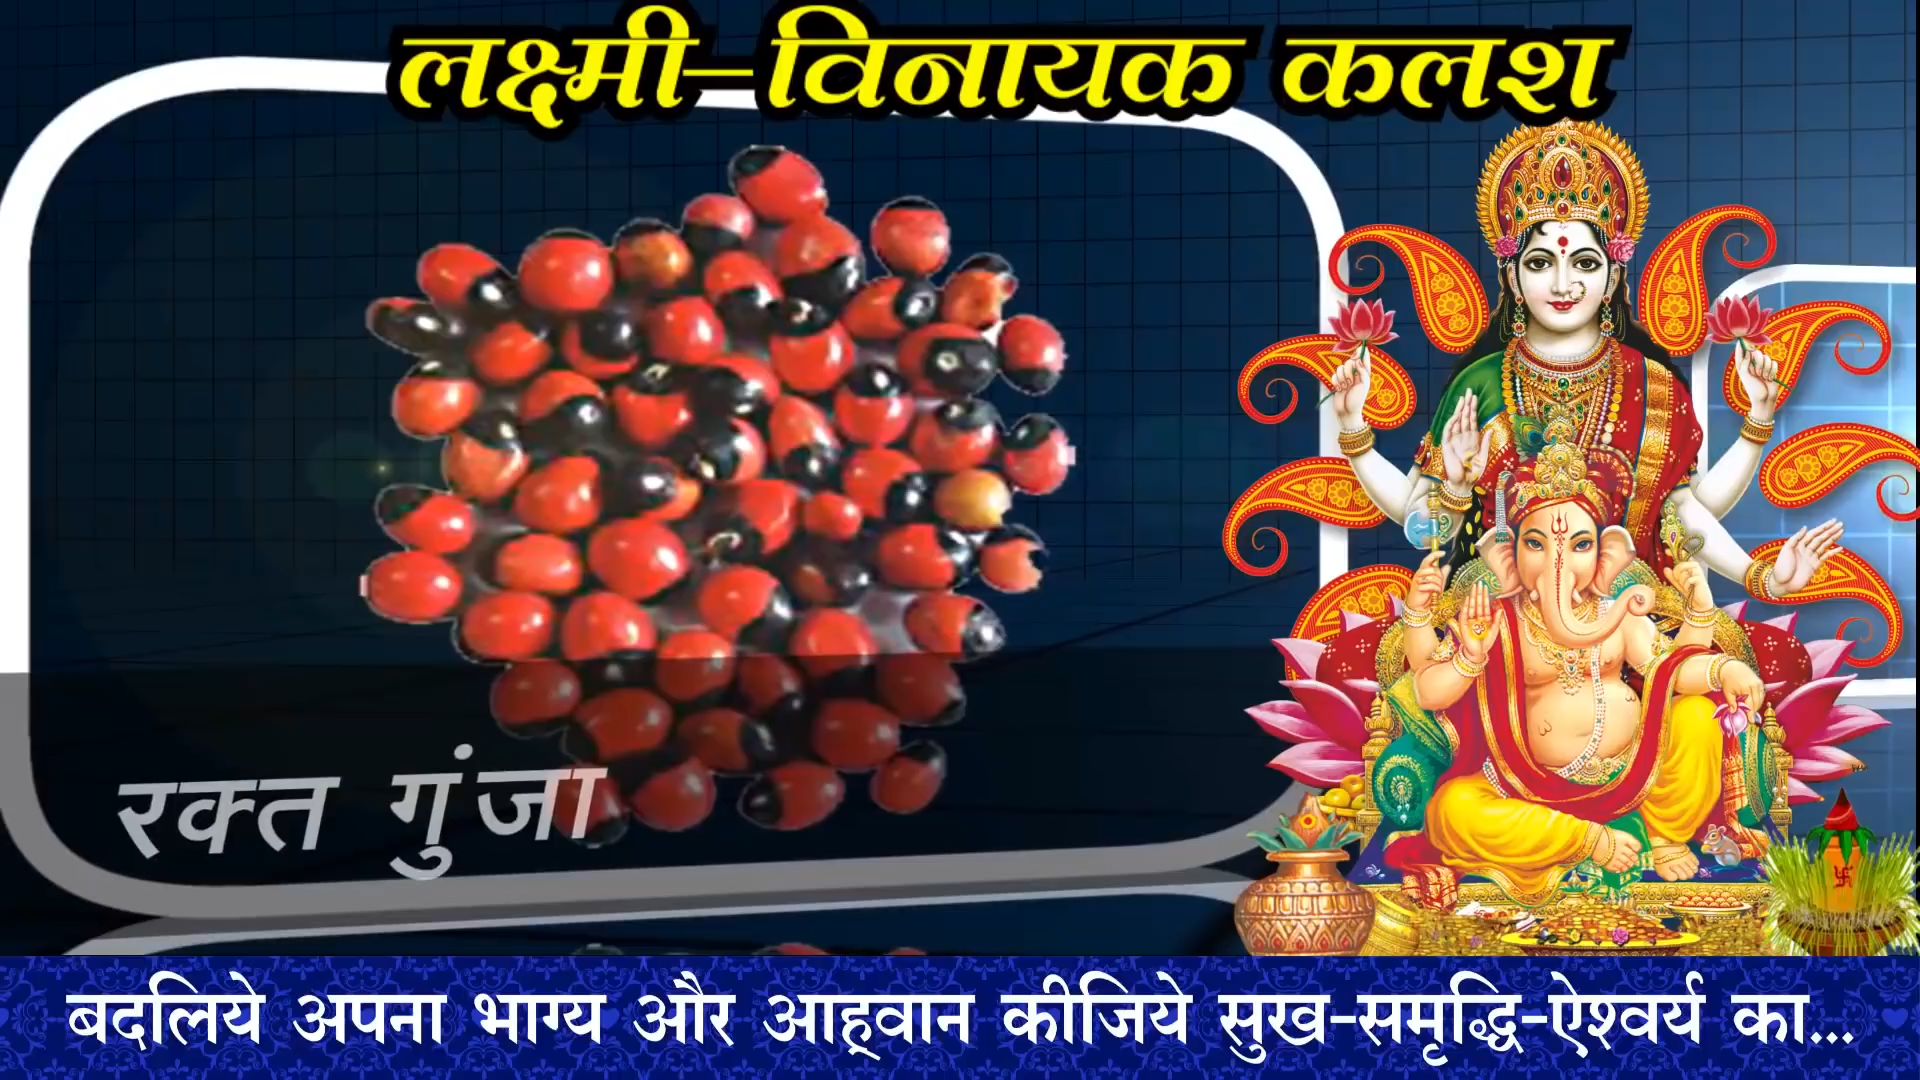 लक्ष्मी-विनायक कलश
रक्त गुंजा
बदलिये अपना भाग्य और आह्वान कीजिये सुख-समृद्धि-ऐश्वर्य का...